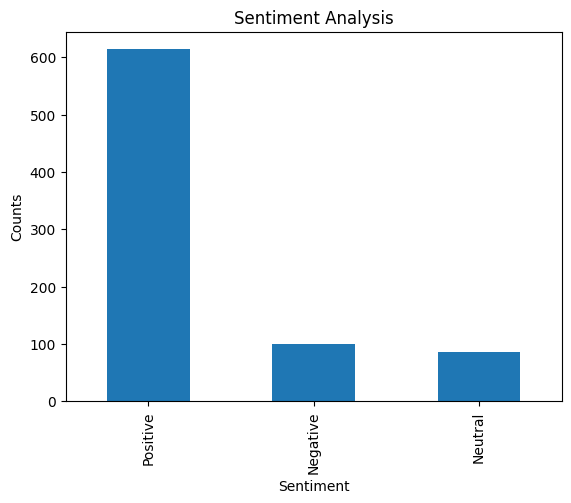 Sentiment Analysis
600
500
400
300
200
100
0
Counts
Positive
Negative
Neutral
Sentiment